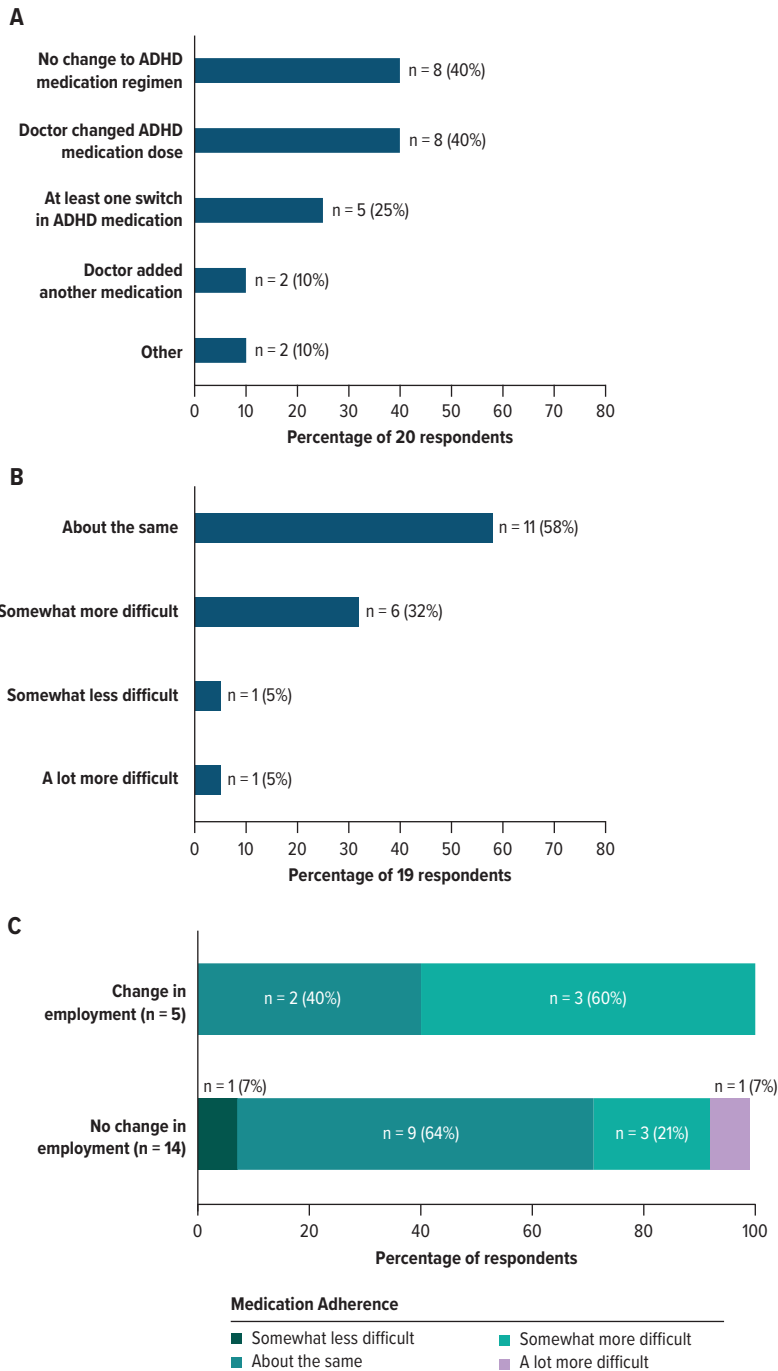 A
No change to ADHD
medication regimen
n = 8 (40%)
Doctor changed ADHD
medication dose
n = 8 (40%)
At least one switch
in ADHD medication
n = 5 (25%)
Doctor added
another medication
n = 2 (10%)
Other
n = 2 (10%)
0 10 20 30 40 50 60 70 80
Percentage of 20 respondents
B
About the same
n = 11 (58%)
Somewhat more difficult
n = 6 (32%)
Somewhat less difficult
n = 1 (5%)
A lot more difficult
n = 1 (5%)
0 10 20 30 40 50 60 70 80
Percentage of 19 respondents
C
Change in
employment (n = 5)
n = 2 (40%) n = 3 (60%)
n = 1 (7%) n = 1 (7%)
No change in
employment (n = 14)
n = 9 (64%) n = 3 (21%)
0 20 40 60 80 100
Percentage of respondents
Medication Adherence
Somewhat less difficult Somewhat more difficult
About the same A lot more difficult